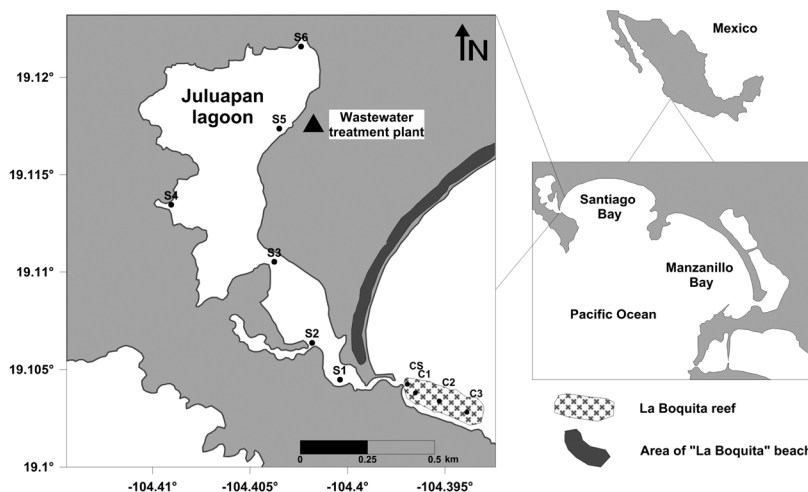 S6
N
Mexico
19.12
Juluapan
lagoon
S5
Wastewater
treatment plant
19.115
S4
Santiago
Bay
S3
19.11
Manzanillo
Bay
Pacific Ocean
S2
19.105
S1
CS
C1
C2
C3
La Boquita reef
0
0.25
0.5 km
Area of "La Boquita" beach
19.1
-104.41
-104.405
-104.4
-104.395